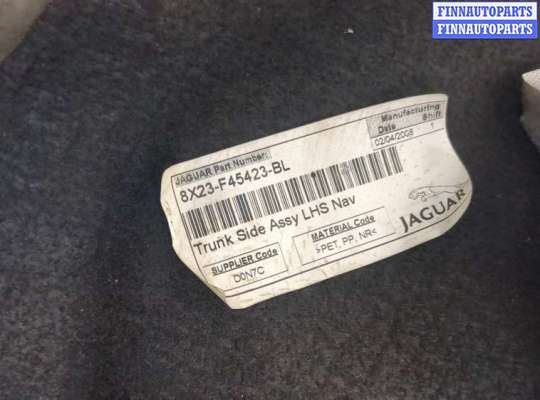 FINNAUTOPARTS
FINNAUTOPARTS
Manufacturing
Date Shift
02/04/2008 1
JAGUAR Part Number:
8X23-F45423-BL
Trunk Side Assy LHS Nav
SUPPLIER Code
D0N7C
MATERIAL Code
>PET, PP, NR<
JAGUAR